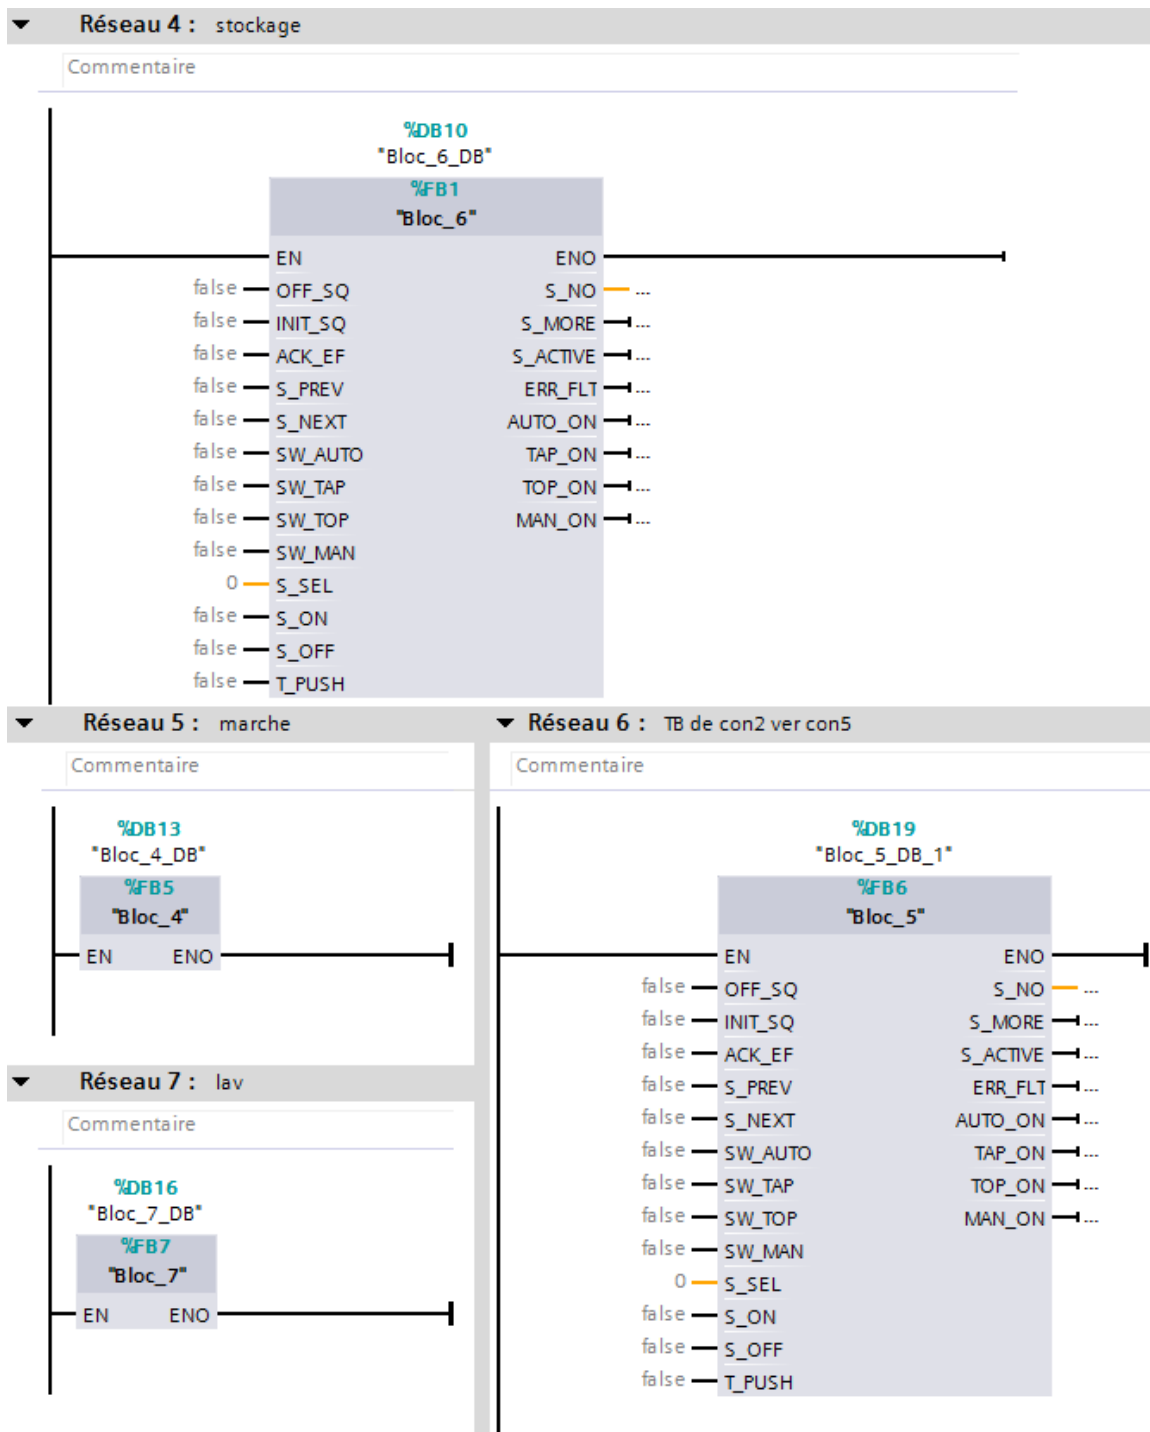 Réseau 4 : stockage
Commentaire
%DB10
"Bloc_6_DB"
%FB1
"Bloc_6"
EN ENO
false OFF_SQ S_NO ...
false INIT_SQ S_MORE ...
false ACK_EF S_ACTIVE ...
false S_PREV ERR_FLT ...
false S_NEXT AUTO_ON ...
false SW_AUTO TAP_ON ...
false SW_TAP TOP_ON ...
false SW_TOP MAN_ON ...
false SW_MAN
0 S_SEL
false S_ON
false S_OFF
false T_PUSH
Réseau 5 : marche
Commentaire
%DB13
"Bloc_4_DB"
%FB5
"Bloc_4"
EN ENO
Réseau 6 : TB de con2 ver con5
Commentaire
%DB19
"Bloc_5_DB_1"
%FB6
"Bloc_5"
EN ENO
false OFF_SQ S_NO ...
false INIT_SQ S_MORE ...
false ACK_EF S_ACTIVE ...
false S_PREV ERR_FLT ...
false S_NEXT AUTO_ON ...
false SW_AUTO TAP_ON ...
false SW_TAP TOP_ON ...
false SW_TOP MAN_ON ...
false SW_MAN
0 S_SEL
false S_ON
false S_OFF
false T_PUSH
Réseau 7 : lav
Commentaire
%DB16
"Bloc_7_DB"
%FB7
"Bloc_7"
EN ENO